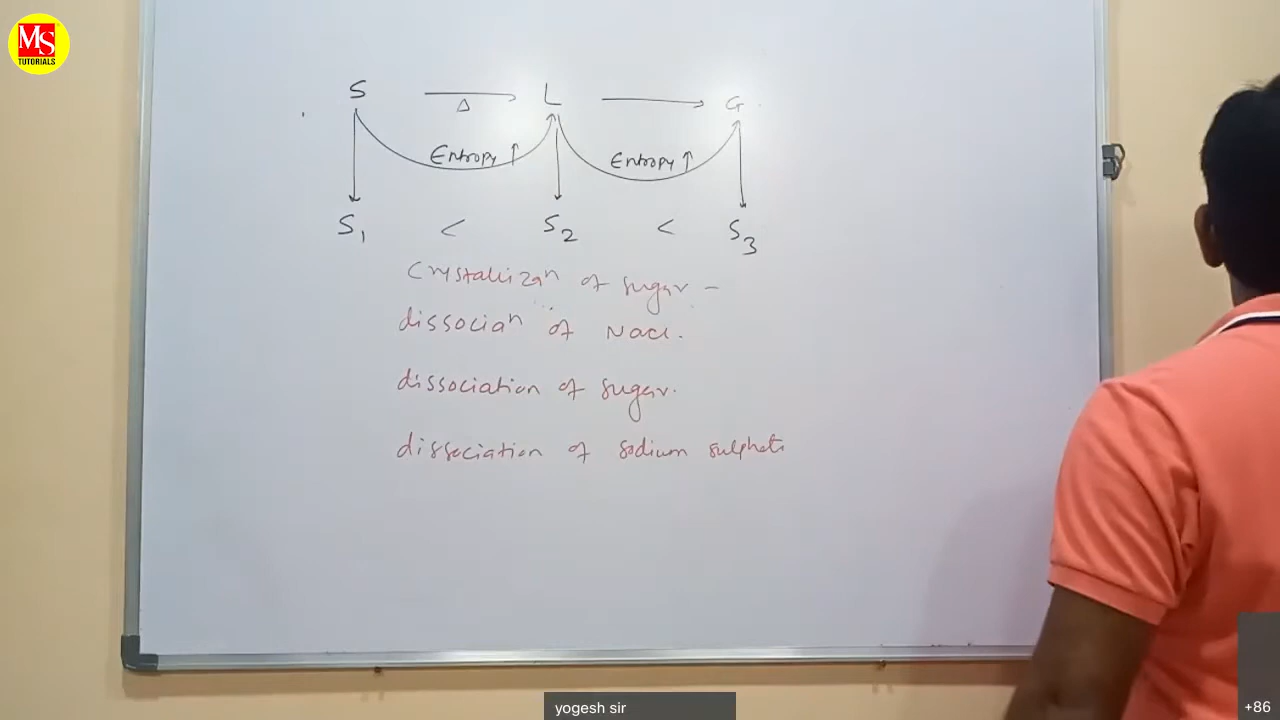 MS
TUTORIALS
S Δ L G
Entropy ↑ Entropy ↑
S1 < S2 < S3
Crystallizan of sugar -
dissocian of Nacl.
dissociation of sugar.
dissociation of sodium sulphate
yogesh sir
+86